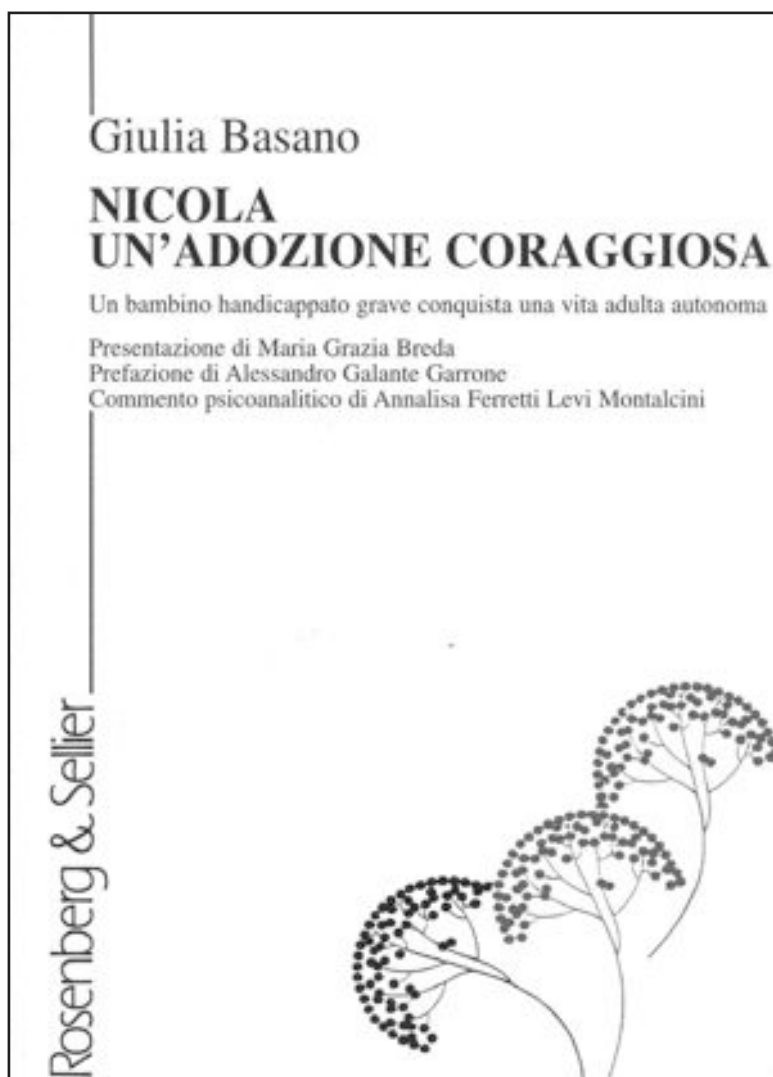 Giulia Basano
NICOLA
UN'ADOZIONE CORAGGIOSA
Un bambino handicappato grave conquista una vita adulta autonoma
Presentazione di Maria Grazia Breda
Prefazione di Alessandro Galante Garrone
Commento psicoanalitico di Annalisa Ferretti Levi Montalcini
Rosenberg & Sellier